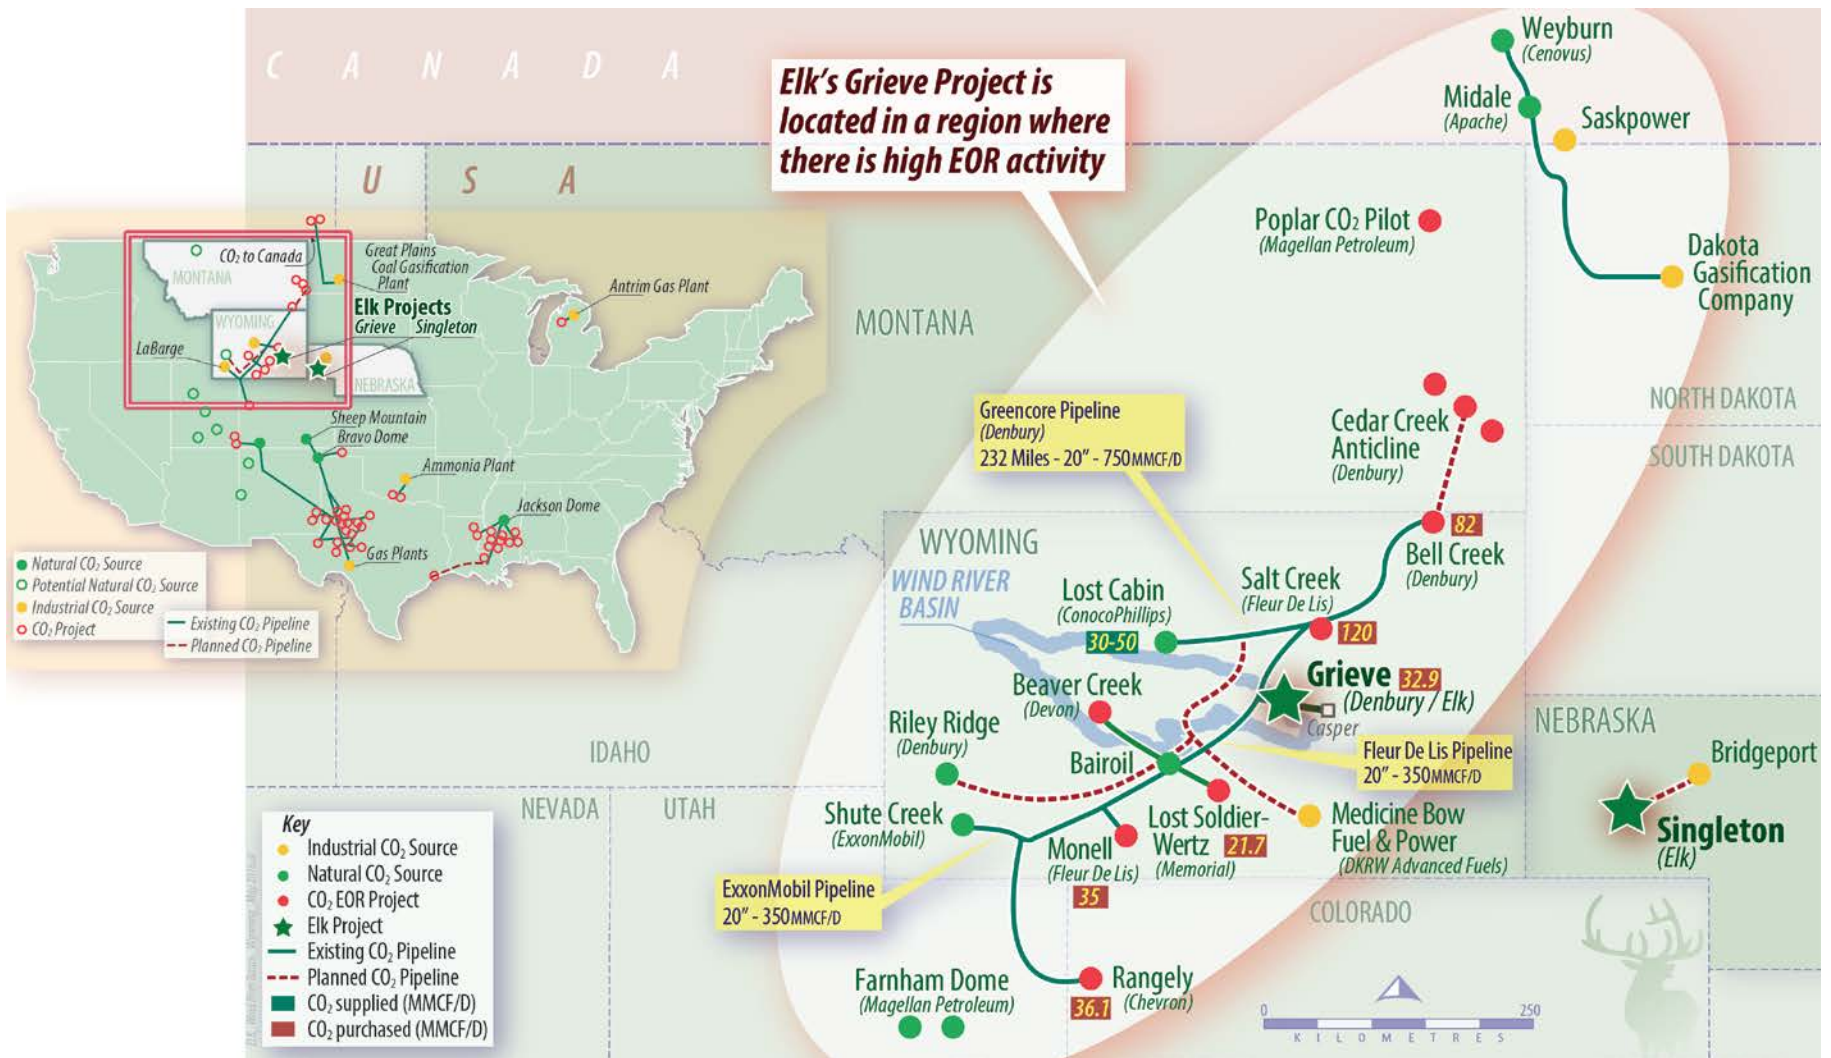 C A N A D A
U S A
Elk's Grieve Project is
located in a region where
there is high EOR activity
Weyburn
(Cenovus)
Midale
(Apache)
Saskpower
Poplar CO₂ Pilot
(Magellan Petroleum)
Dakota
Gasification
Company
MONTANA
NORTH DAKOTA
SOUTH DAKOTA
Cedar Creek
Anticline
(Denbury)
Greencore Pipeline
(Denbury)
232 Miles - 20" - 750MMCF/D
82
Bell Creek
(Denbury)
WYOMING
WIND RIVER
BASIN
Lost Cabin
(ConocoPhillips)
30-50
Salt Creek
(Fleur De Lis)
120
Grieve 32.9
(Denbury / Elk)
Casper
Beaver Creek
(Devon)
Riley Ridge
(Denbury)
Bairoil
Fleur De Lis Pipeline
20" - 350MMCF/D
NEBRASKA
Bridgeport
Singleton
(Elk)
IDAHO
NEVADA
UTAH
Shute Creek
(ExxonMobil)
Monell
(Fleur De Lis)
35
Lost Soldier-
Wertz 21.7
(Memorial)
Medicine Bow
Fuel & Power
(DKRW Advanced Fuels)
ExxonMobil Pipeline
20" - 350MMCF/D
COLORADO
Farnham Dome
(Magellan Petroleum)
Rangely
(Chevron)
36.1
0 250
K I L O M E T R E S
CO₂ to Canada
Great Plains
Coal Gasification
Plant
MONTANA
Elk Projects
Grieve Singleton
WYOMING
LaBarge
NEBRASKA
Antrim Gas Plant
Sheep Mountain
Bravo Dome
Ammonia Plant
Jackson Dome
Gas Plants
Natural CO₂ Source
Potential Natural CO₂ Source
Industrial CO₂ Source
CO₂ Project
Existing CO₂ Pipeline
Planned CO₂ Pipeline
Key
Industrial CO₂ Source
Natural CO₂ Source
CO₂ EOR Project
Elk Project
Existing CO₂ Pipeline
Planned CO₂ Pipeline
CO₂ supplied (MMCF/D)
CO₂ purchased (MMCF/D)